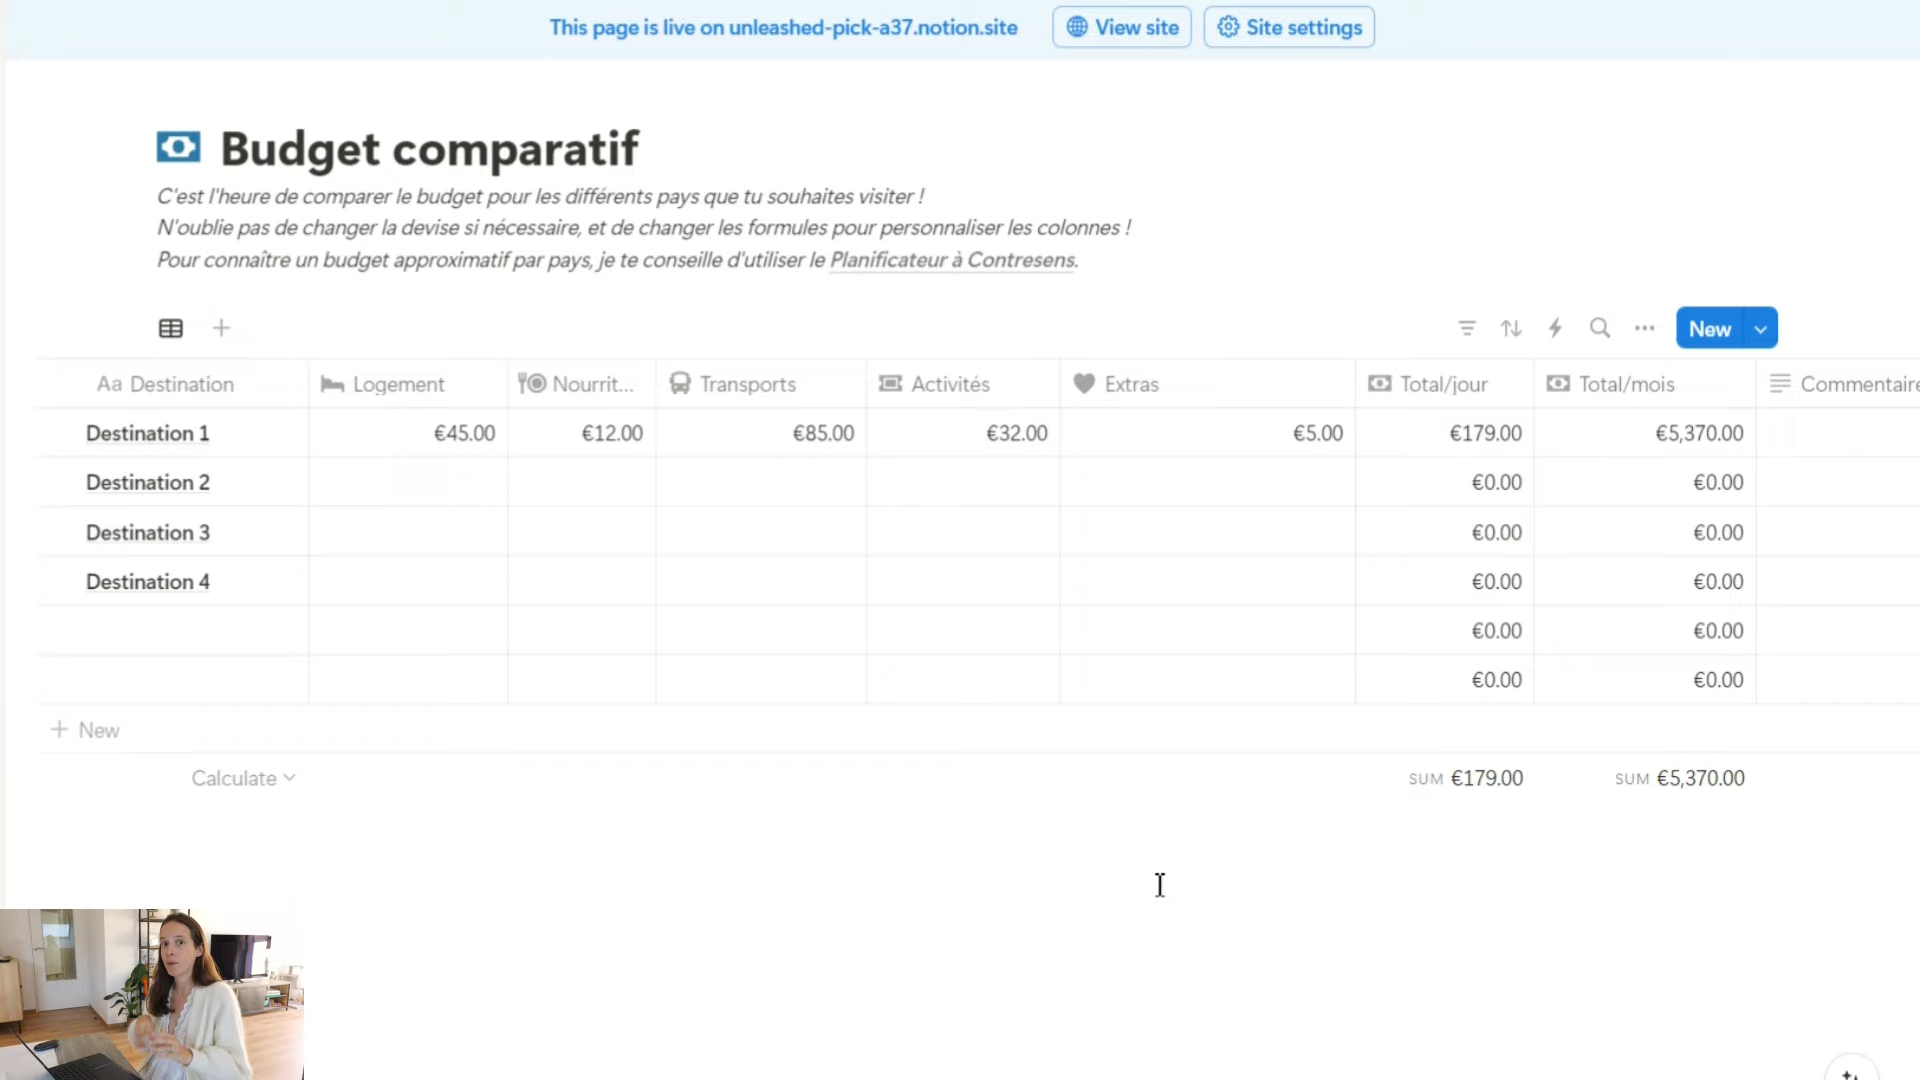 This page is live on unleashed-pick-a37.notion.site View site Site settings
Budget comparatif
C'est l'heure de comparer le budget pour les différents pays que tu souhaites visiter !
N'oublie pas de changer la devise si nécessaire, et de changer les formules pour personnaliser les colonnes !
Pour connaître un budget approximatif par pays, je te conseille d'utiliser le Planificateur à Contresens.
New
Aa Destination Logement Nourrit... Transports Activités Extras Total/jour Total/mois Commentaire
Destination 1 €45.00 €12.00 €85.00 €32.00 €5.00 €179.00 €5,370.00
Destination 2 €0.00 €0.00
Destination 3 €0.00 €0.00
Destination 4 €0.00 €0.00
€0.00 €0.00
€0.00 €0.00
+ New
Calculate SUM €179.00 SUM €5,370.00